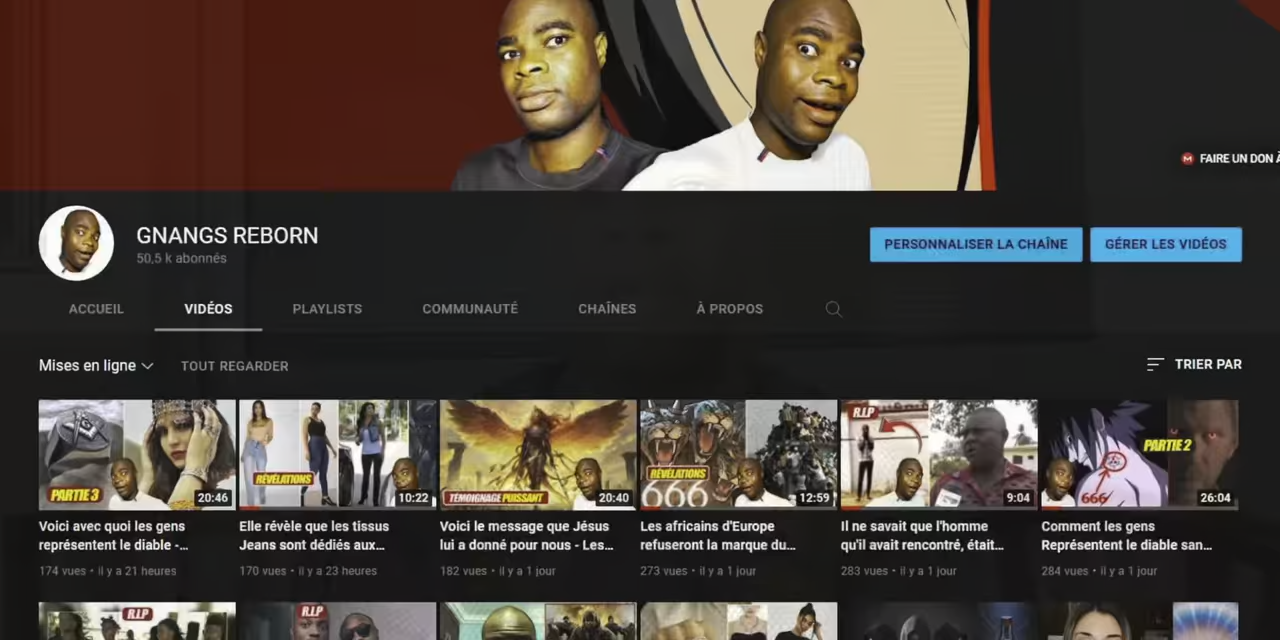 FAIRE UN DON À
GNANGS REBORN
50,5 k abonnés
PERSONNALISER LA CHAÎNE
GÉRER LES VIDÉOS
ACCUEIL
VIDÉOS
PLAYLISTS
COMMUNAUTÉ
CHAÎNES
À PROPOS
Mises en ligne
TOUT REGARDER
TRIER PAR
PARTIE 3
20:46
RÉVÉLATIONS
10:22
TÉMOIGNAGE PUISSANT
20:40
RÉVÉLATIONS
666
12:59
R.I.P
9:04
PARTIE 2
666
26:04
Voici avec quoi les gens
représentent le diable -...
174 vues • il y a 21 heures
Elle révèle que les tissus
Jeans sont dédiés aux...
170 vues • il y a 23 heures
Voici le message que Jésus
lui a donné pour nous - Les...
182 vues • il y a 1 jour
Les africains d'Europe
refuseront la marque du...
273 vues • il y a 1 jour
Il ne savait que l'homme
qu'il avait rencontré, était...
283 vues • il y a 1 jour
Comment les gens
Représentent le diable san...
284 vues • il y a 1 jour
R.I.P
R.I.P